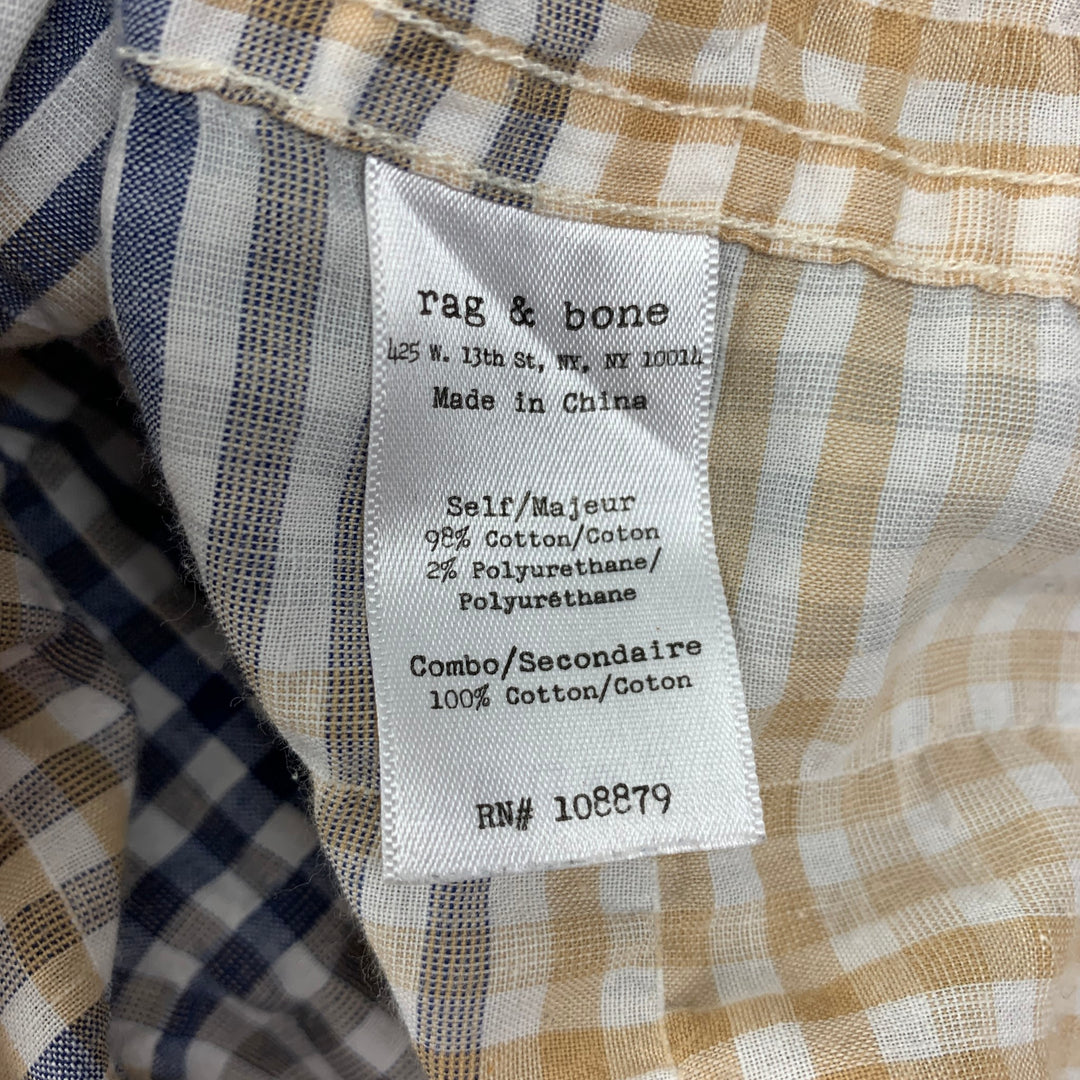 rag & bone
425 W. 13th St, NY, NY 10014
Made in China
Self/Majeur
98% Cotton/Coton
2% Polyurethane/
Polyuréthane
Combo/Secondaire
100% Cotton/Coton
RN# 108879